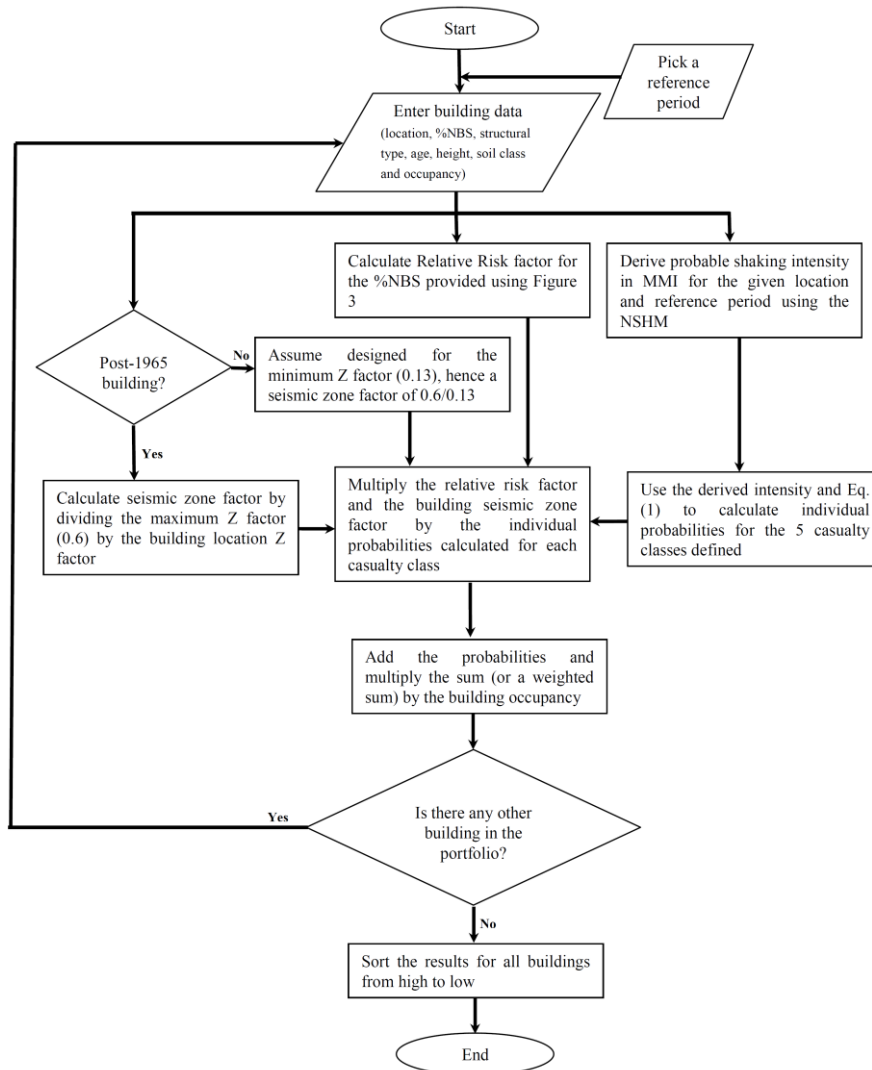 Start
Pick a
reference
period
Enter building data
(location, %NBS, structural
type, age, height, soil class
and occupancy)
Calculate Relative Risk factor for
the %NBS provided using Figure
3
Derive probable shaking intensity
in MMI for the given location
and reference period using the
NSHM
Post-1965
building?
No
Assume designed for the
minimum Z factor (0.13), hence a
seismic zone factor of 0.6/0.13
Yes
Calculate seismic zone factor by
dividing the maximum Z factor
(0.6) by the building location Z
factor
Multiply the relative risk factor
and the building seismic zone
factor by the individual
probabilities calculated for each
casualty class
Use the derived intensity and Eq.
(1) to calculate individual
probabilities for the 5 casualty
classes defined
Add the probabilities and
multiply the sum (or a weighted
sum) by the building occupancy
Yes
Is there any other
building in the
portfolio?
No
Sort the results for all buildings
from high to low
End